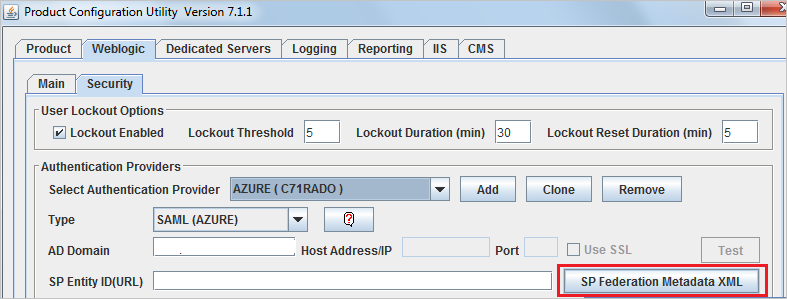 Product Configuration Utility Version 7.1.1
Product Weblogic Dedicated Servers Logging Reporting IIS CMS
Main Security
User Lockout Options
Lockout Enabled Lockout Threshold 5 Lockout Duration (min) 30 Lockout Reset Duration (min) 5
Authentication Providers
Select Authentication Provider AZURE ( C71RADO ) Add Clone Remove
Type SAML (AZURE) ?
AD Domain . Host Address/IP Port Use SSL Test
SP Entity ID(URL) SP Federation Metadata XML